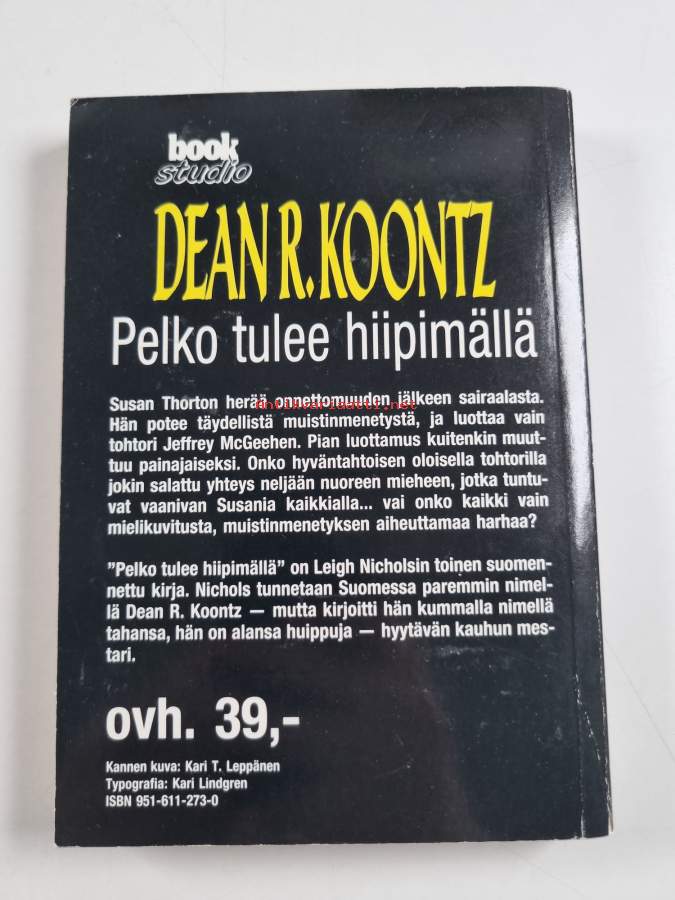 book
studio
DEAN R. KOONTZ
Pelko tulee hiipimällä
Susan Thorton herää onnettomuuden jälkeen sairaalasta.
antikvariaatti.net
Hän potee täydellistä muistinmenetystä, ja luottaa vain
tohtori Jeffrey McGeehen. Pian luottamus kuitenkin muut-
tuu painajaiseksi. Onko hyväntahtoisen oloisella tohtorilla
jokin salattu yhteys neljään nuoreen mieheen, jotka tuntu-
vat vaanivan Susania kaikkialla... vai onko kaikki vain
mielikuvitusta, muistinmenetyksen aiheuttamaa harhaa?
”Pelko tulee hiipimällä” on Leigh Nicholsin toinen suomen-
nettu kirja. Nichols tunnetaan Suomessa paremmin nimel-
lä Dean R. Koontz — mutta kirjoitti hän kummalla nimellä
tahansa, hän on alansa huippuja — hyytävän kauhun mes-
tari.
ovh. 39,-
Kannen kuva: Kari T. Leppänen
Typografia: Kari Lindgren
ISBN 951-611-273-0